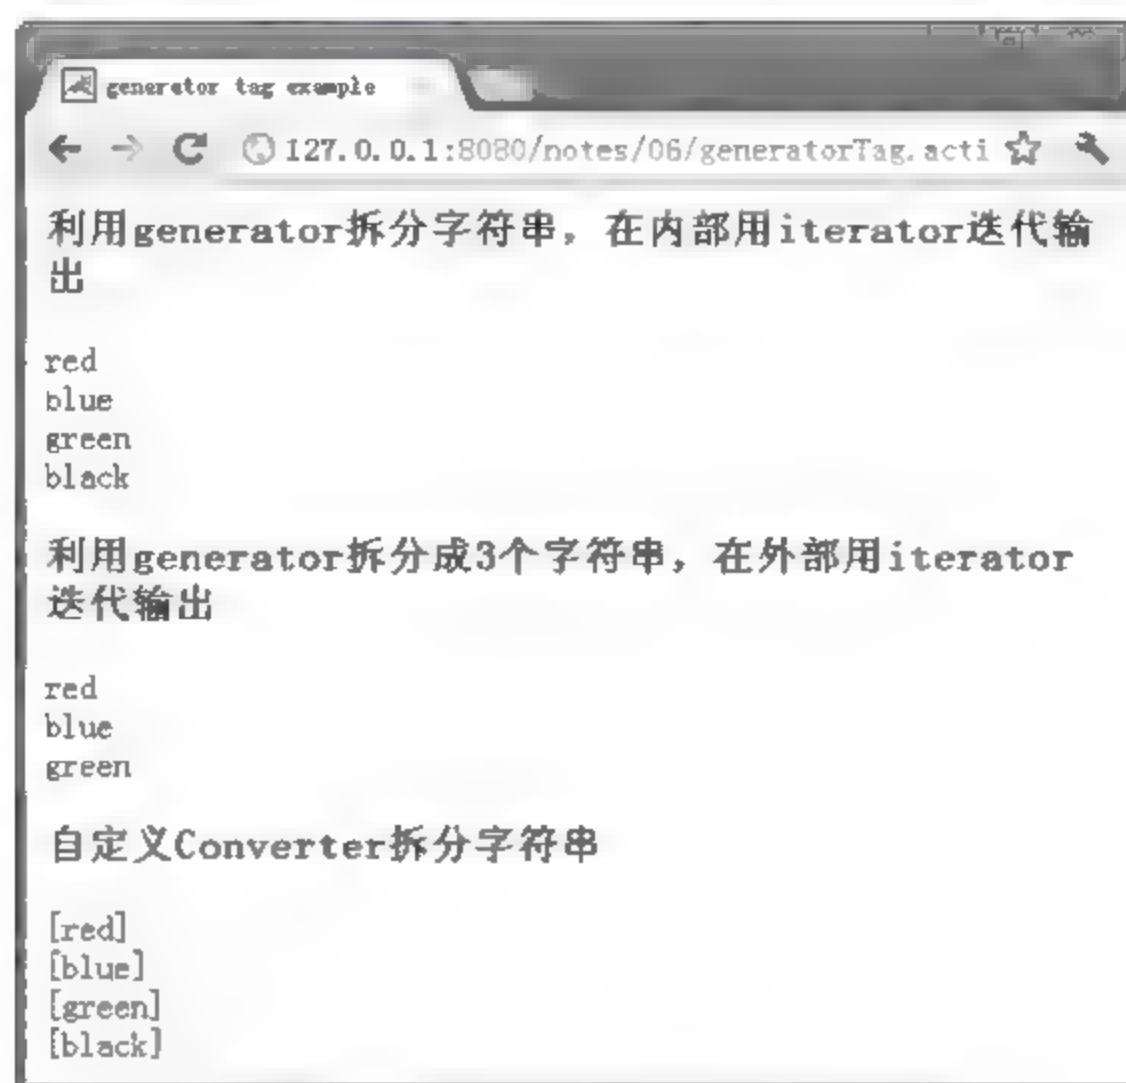 generator tag example
127.0.0.1:8080/notes/06/generatorTag.acti
利用generator拆分字符串，在内部用iterator迭代输
出
red
blue
green
black
利用generator拆分成3个字符串，在外部用iterator
迭代输出
red
blue
green
自定义Converter拆分字符串
[red]
[blue]
[green]
[black]